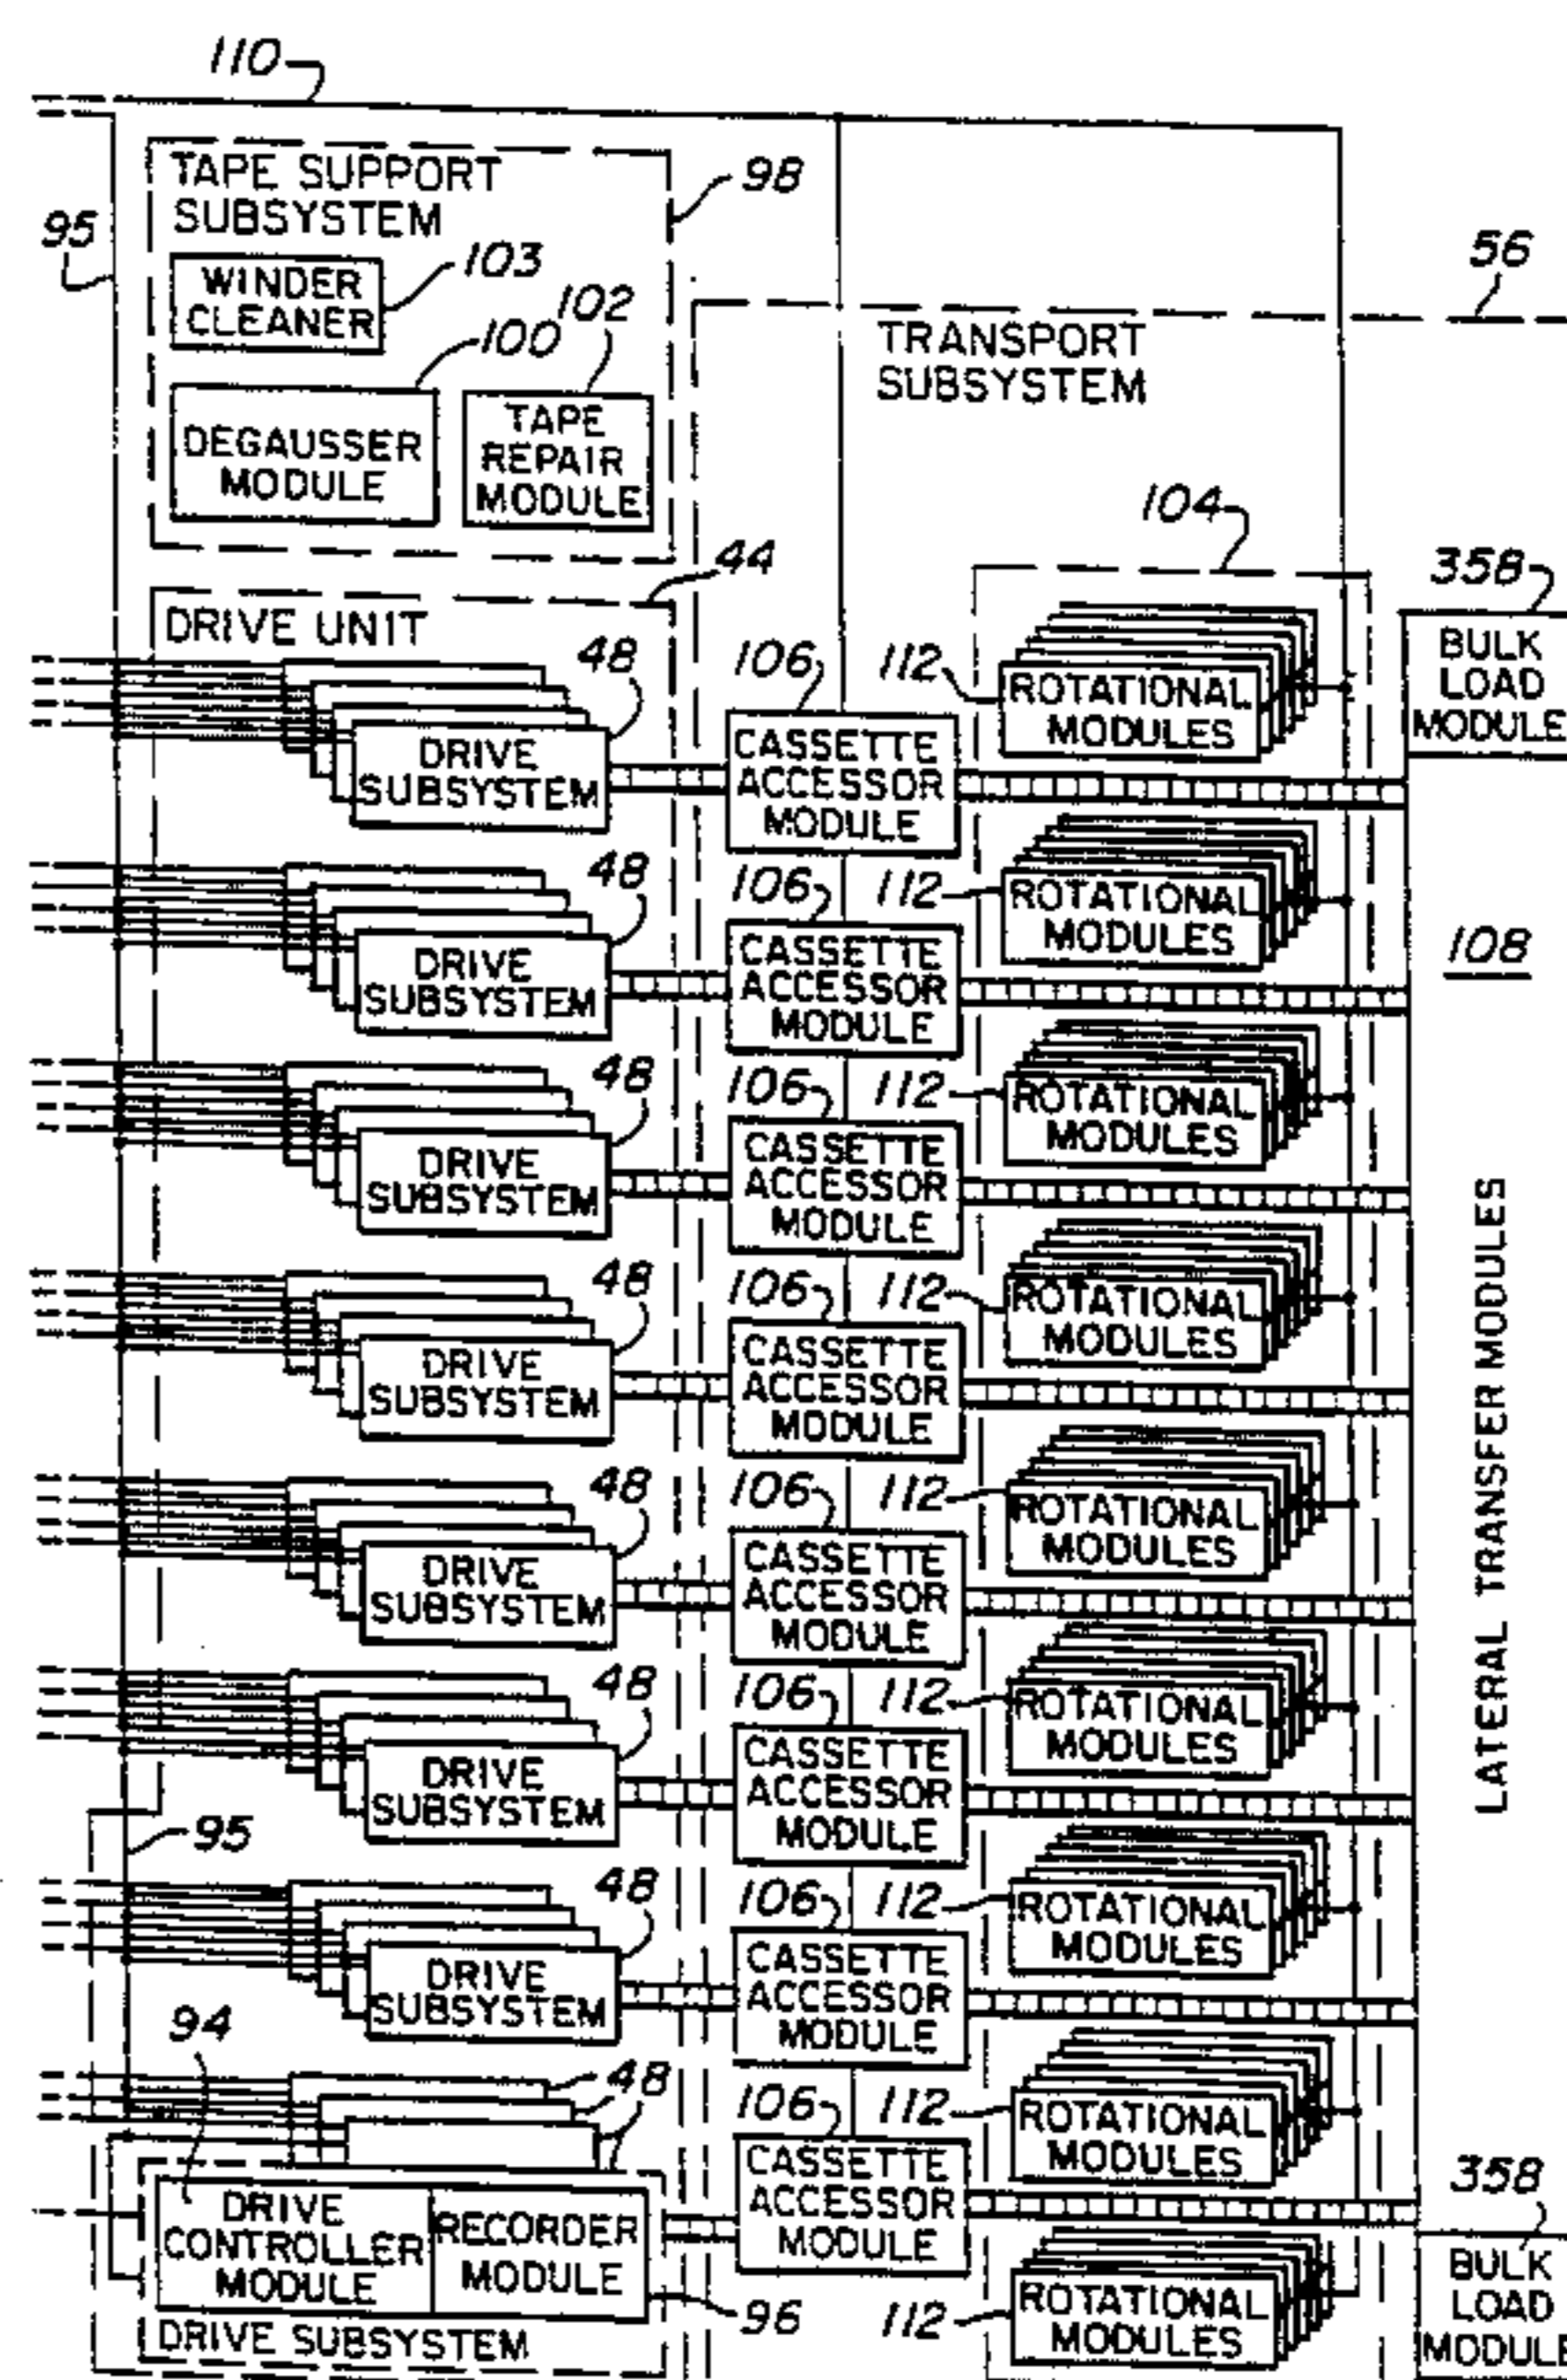 110
TAPE SUPPORT
SUBSYSTEM
98
95
WINDER
CLEANER
103
102
100
DEGAUSSER
MODULE
TAPE
REPAIR
MODULE
56
TRANSPORT
SUBSYSTEM
104
44
DRIVE UNIT
358
BULK
LOAD
MODULE
48
DRIVE
SUBSYSTEM
106
CASSETTE
ACCESSOR
MODULE
112
ROTATIONAL
MODULES
48
DRIVE
SUBSYSTEM
106
CASSETTE
ACCESSOR
MODULE
112
ROTATIONAL
MODULES
108
LATERAL TRANSFER MODULES
48
DRIVE
SUBSYSTEM
106
CASSETTE
ACCESSOR
MODULE
112
ROTATIONAL
MODULES
48
DRIVE
SUBSYSTEM
106
CASSETTE
ACCESSOR
MODULE
112
ROTATIONAL
MODULES
48
DRIVE
SUBSYSTEM
106
CASSETTE
ACCESSOR
MODULE
112
ROTATIONAL
MODULES
48
DRIVE
SUBSYSTEM
106
CASSETTE
ACCESSOR
MODULE
112
ROTATIONAL
MODULES
95
48
DRIVE
SUBSYSTEM
106
CASSETTE
ACCESSOR
MODULE
112
ROTATIONAL
MODULES
94
48
106
CASSETTE
ACCESSOR
MODULE
112
ROTATIONAL
MODULES
DRIVE
CONTROLLER
MODULE
RECORDER
MODULE
96
DRIVE SUBSYSTEM
112
ROTATIONAL
MODULES
358
BULK
LOAD
MODULE